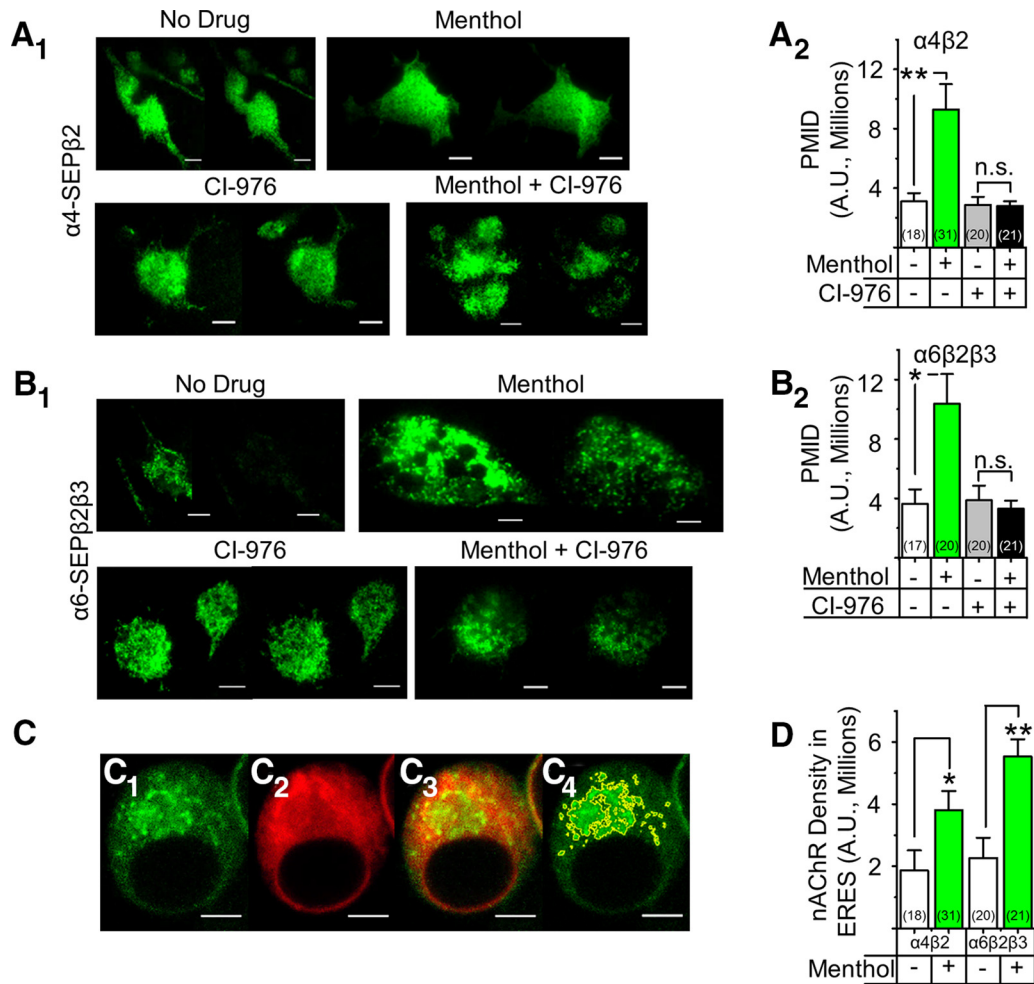 A1
No Drug
Menthol
α4-SEPβ2
CI-976
Menthol + CI-976
A2
α4β2
PMID
(A.U., Millions)
12
8
4
**
n.s.
(18)
(31)
(20)
(21)
Menthol - + - +
CI-976 - - + +
B1
No Drug
Menthol
α6-SEPβ2β3
CI-976
Menthol + CI-976
B2
α6β2β3
PMID
(A.U., Millions)
12
8
4
*
n.s.
(17)
(20)
(20)
(21)
Menthol - + - +
CI-976 - - + +
C
C1
C2
C3
C4
D
nAChR Density in
ERES (A.U., Millions)
6
4
2
*
**
(18)
(31)
(20)
(21)
α4β2
α6β2β3
Menthol - + - +